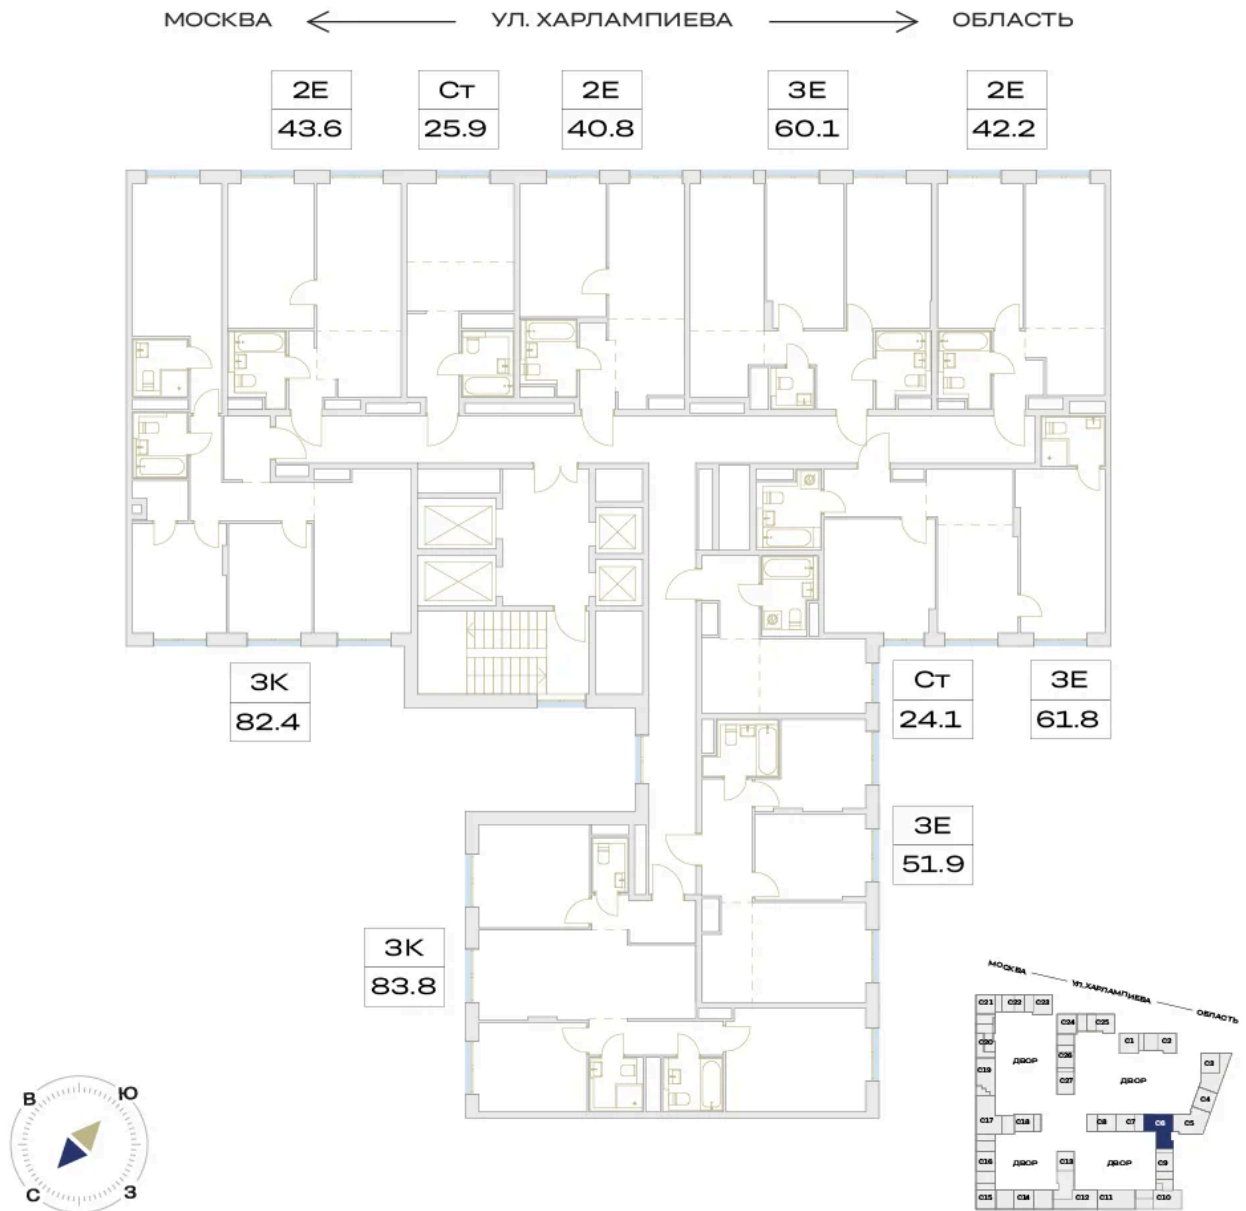 МОСКВА УЛ. ХАРЛАМПИЕВА ОБЛАСТЬ
2Е
43.6
Ст
25.9
2Е
40.8
3Е
60.1
2Е
42.2
3К
82.4
Ст
24.1
3Е
61.8
3Е
51.9
3К
83.8
В
Ю
С
З
МОСКВА УЛ.ХАРЛАМПИЕВА ОБЛАСТЬ
С21 С22 С23
С24 С25
С1 С2
С20
С26
С3
ДВОР
С19
С27
ДВОР
С4
С17
С18
С8 С7 С6 С5
С16
ДВОР
С13
ДВОР
С9
С15 С14 С12 С11 С10